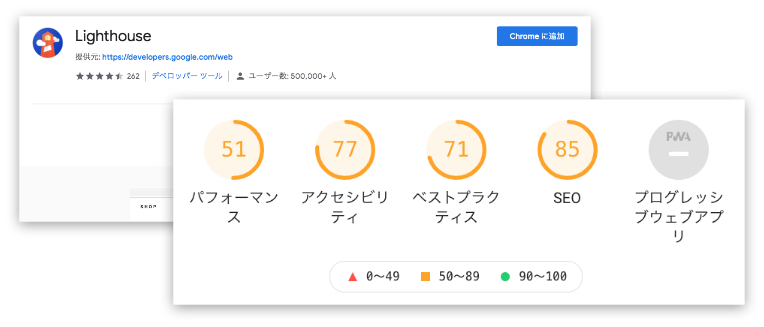 Lighthouse
Chrome に追加
提供元: https://developers.google.com/web
262
デベロッパー ツール
ユーザー数: 500,000+ 人
SHOP
51
77
71
85
PWA
パフォーマン
ス
アクセシビリ
ティ
ベストプラク
ティス
SEO
プログレッシ
ブウェブアプ
リ
0〜49
50〜89
90〜100